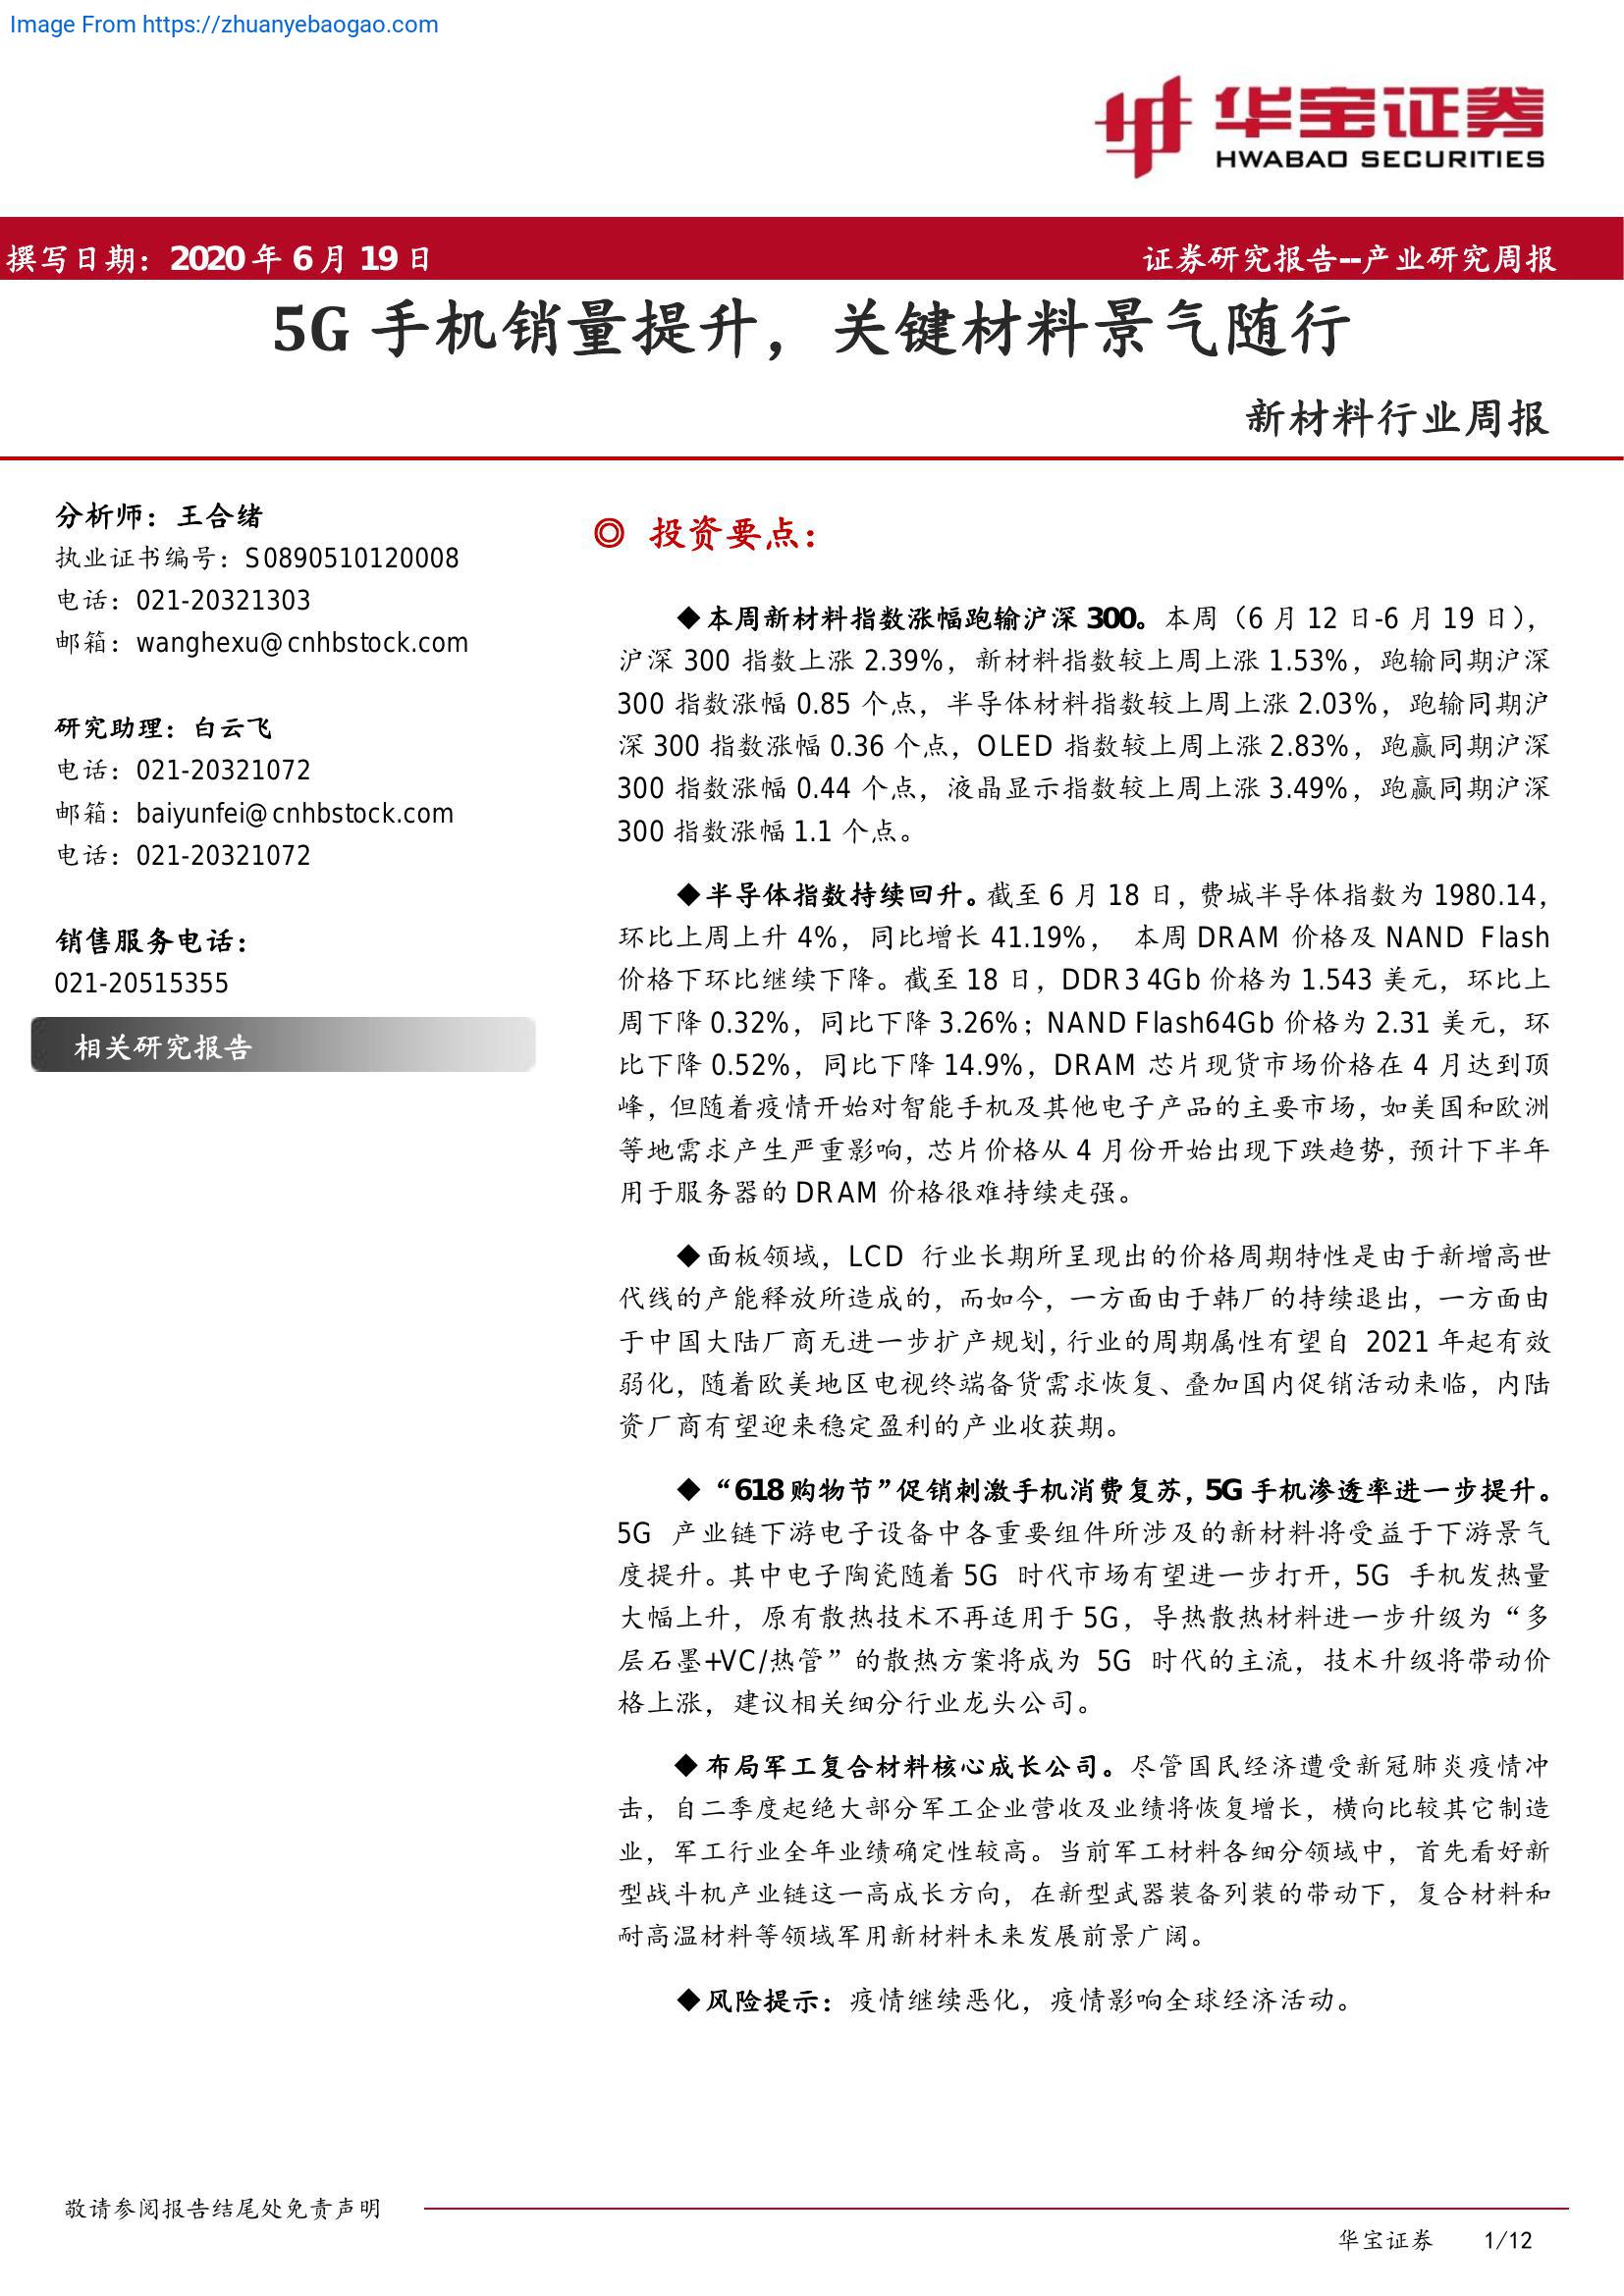 Image From https://zhuanyebaogao.com
华宝证券
HWABAO SECURITIES
撰写日期：2020 年 6 月 19 日
证券研究报告--产业研究周报
5G 手机销量提升，关键材料景气随行
新材料行业周报
分析师：王合绪
执业证书编号：S0890510120008
电话：021-20321303
邮箱：wanghexu@cnhbstock.com
研究助理：白云飞
电话：021-20321072
邮箱：baiyunfei@cnhbstock.com
电话：021-20321072
销售服务电话：
021-20515355
相关研究报告
◎ 投资要点：
◆本周新材料指数涨幅跑输沪深 300。本周（6 月 12 日-6 月 19 日），
沪深 300 指数上涨 2.39%，新材料指数较上周上涨 1.53%，跑输同期沪深
300 指数涨幅 0.85 个点，半导体材料指数较上周上涨 2.03%，跑输同期沪
深 300 指数涨幅 0.36 个点，OLED 指数较上周上涨 2.83%，跑赢同期沪深
300 指数涨幅 0.44 个点，液晶显示指数较上周上涨 3.49%，跑赢同期沪深
300 指数涨幅 1.1 个点。
◆半导体指数持续回升。截至 6 月 18 日，费城半导体指数为 1980.14，
环比上周上升 4%，同比增长 41.19%， 本周 DRAM 价格及 NAND Flash
价格下环比继续下降。截至 18 日，DDR3 4Gb 价格为 1.543 美元，环比上
周下降 0.32%，同比下降 3.26%；NAND Flash64Gb 价格为 2.31 美元，环
比下降 0.52%，同比下降 14.9%，DRAM 芯片现货市场价格在 4 月达到顶
峰，但随着疫情开始对智能手机及其他电子产品的主要市场，如美国和欧洲
等地需求产生严重影响，芯片价格从 4 月份开始出现下跌趋势，预计下半年
用于服务器的 DRAM 价格很难持续走强。
◆面板领域，LCD 行业长期所呈现出的价格周期特性是由于新增高世
代线的产能释放所造成的，而如今，一方面由于韩厂的持续退出，一方面由
于中国大陆厂商无进一步扩产规划，行业的周期属性有望自 2021 年起有效
弱化，随着欧美地区电视终端备货需求恢复、叠加国内促销活动来临，内陆
资厂商有望迎来稳定盈利的产业收获期。
◆“618 购物节”促销刺激手机消费复苏，5G 手机渗透率进一步提升。
5G 产业链下游电子设备中各重要组件所涉及的新材料将受益于下游景气
度提升。其中电子陶瓷随着 5G 时代市场有望进一步打开，5G 手机发热量
大幅上升，原有散热技术不再适用于 5G，导热散热材料进一步升级为“多
层石墨+VC/热管”的散热方案将成为 5G 时代的主流，技术升级将带动价
格上涨，建议相关细分行业龙头公司。
◆布局军工复合材料核心成长公司。尽管国民经济遭受新冠肺炎疫情冲
击，自二季度起绝大部分军工企业营收及业绩将恢复增长，横向比较其它制造
业，军工行业全年业绩确定性较高。当前军工材料各细分领域中，首先看好新
型战斗机产业链这一高成长方向，在新型武器装备列装的带动下，复合材料和
耐高温材料等领域军用新材料未来发展前景广阔。
◆风险提示：疫情继续恶化，疫情影响全球经济活动。
敬请参阅报告结尾处免责声明
华宝证券 1/12